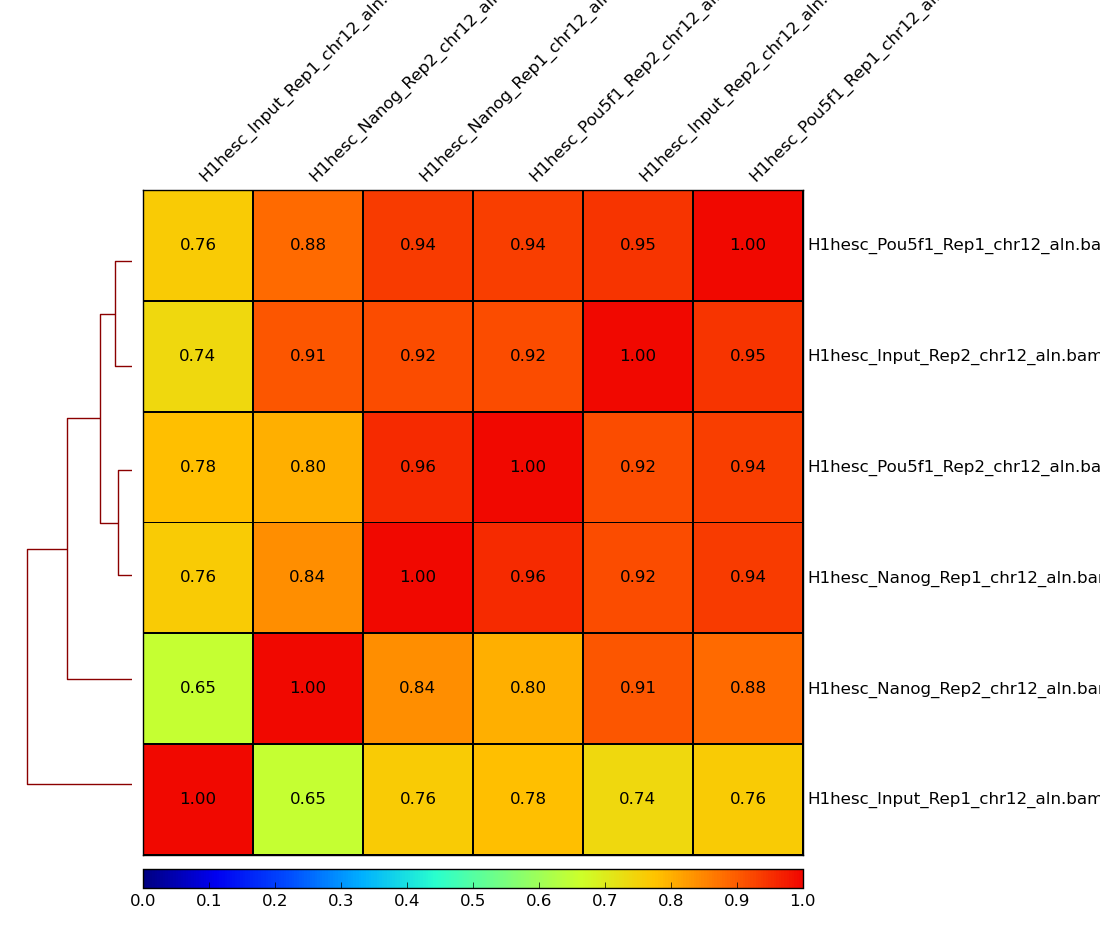 H1hesc_Input_Rep1_chr12_aln.
H1hesc_Nanog_Rep2_chr12_aln
H1hesc_Nanog_Rep1_chr12_aln
H1hesc_Pou5f1_Rep2_chr12_aln
H1hesc_Input_Rep2_chr12_aln.
H1hesc_Pou5f1_Rep1_chr12_aln
0.76 0.88 0.94 0.94 0.95 1.00 H1hesc_Pou5f1_Rep1_chr12_aln.ba
0.74 0.91 0.92 0.92 1.00 0.95 H1hesc_Input_Rep2_chr12_aln.bam
0.78 0.80 0.96 1.00 0.92 0.94 H1hesc_Pou5f1_Rep2_chr12_aln.ba
0.76 0.84 1.00 0.96 0.92 0.94 H1hesc_Nanog_Rep1_chr12_aln.ba
0.65 1.00 0.84 0.80 0.91 0.88 H1hesc_Nanog_Rep2_chr12_aln.ba
1.00 0.65 0.76 0.78 0.74 0.76 H1hesc_Input_Rep1_chr12_aln.bam
0.0 0.1 0.2 0.3 0.4 0.5 0.6 0.7 0.8 0.9 1.0